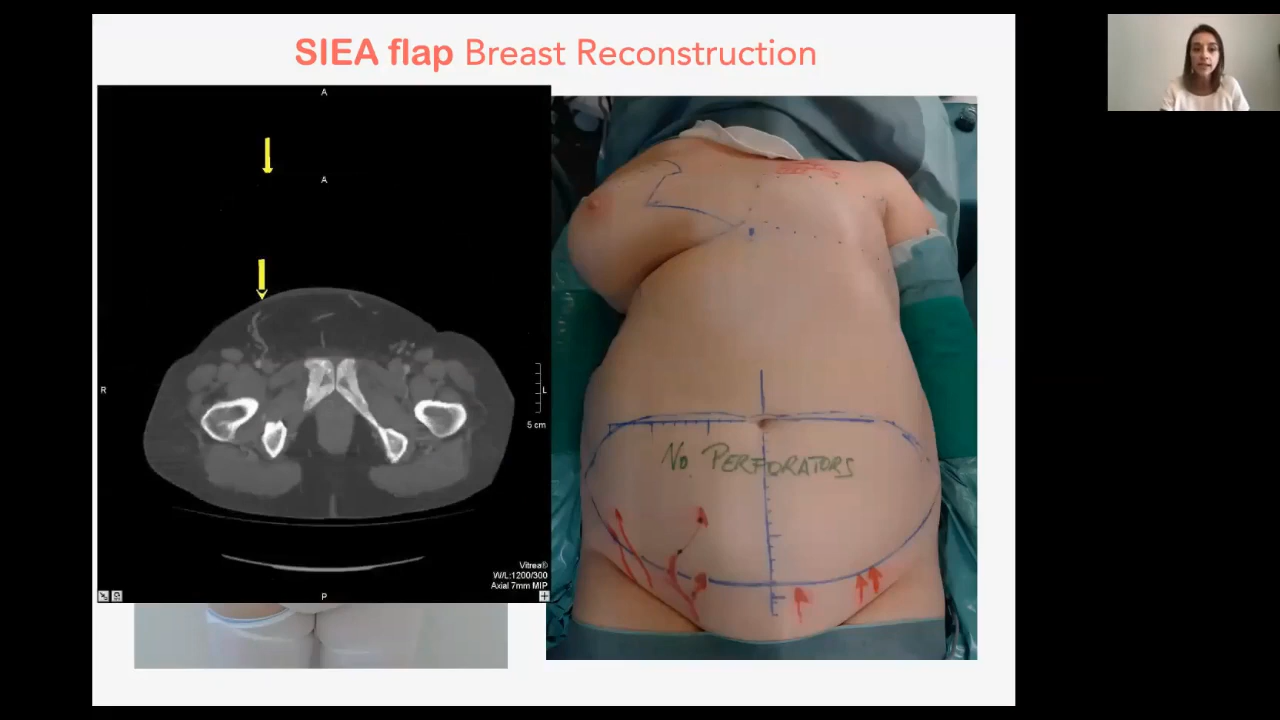 SIEA flap Breast Reconstruction
A
A
R
L
5 cm
No PERFORATORS
Vitrea®
W/L:1200/300
Axial 7mm MIP
P